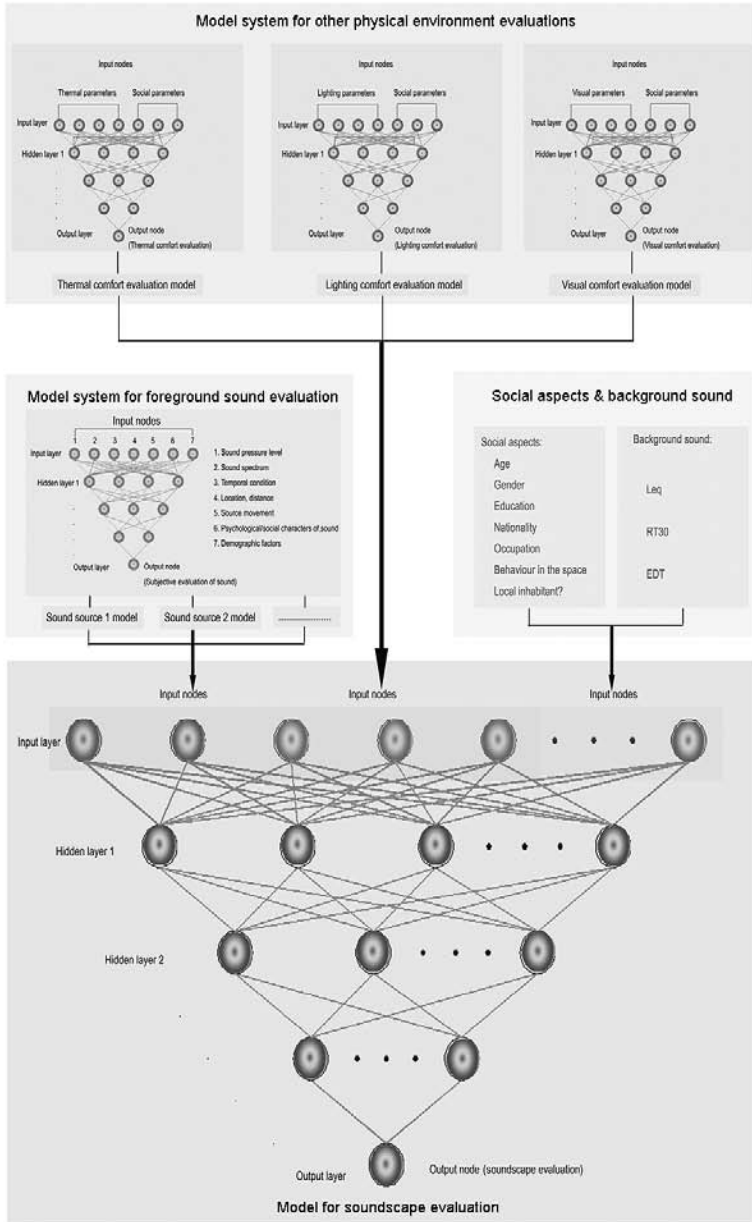 Model system for other physical environment evaluations
Input nodes
Thermal parameters Social parameters
Input layer
Hidden layer 1
Output layer
Output node
(Thermal comfort evaluation)
Thermal comfort evaluation model
Input nodes
Lighting parameters Social parameters
Input layer
Hidden layer 1
Output layer
Output node
(Lighting comfort evaluation)
Lighting comfort evaluation model
Input nodes
Visual parameters Social parameters
Input layer
Hidden layer 1
Output layer
Output node
(Visual comfort evaluation)
Visual comfort evaluation model
Model system for foreground sound evaluation
Input nodes
1 2 3 4 5 6 7
Input layer
Hidden layer 1
Output layer
Output node
(Subjective evaluation of sound)
1. Sound pressure level
2. Sound spectrum
3. Temporal condition
4. Location, distance
5. Source movement
6. Psychological/social characters of sound
7. Demographic factors
Sound source 1 model
Sound source 2 model
......................
Social aspects & background sound
Social aspects:
Age
Gender
Education
Nationality
Occupation
Behaviour in the space
Local inhabitant?
Background sound:
Leq
RT30
EDT
Input nodes
Input nodes
Input nodes
Input layer
Hidden layer 1
Hidden layer 2
Output layer
Output node (soundscape evaluation)
Model for soundscape evaluation